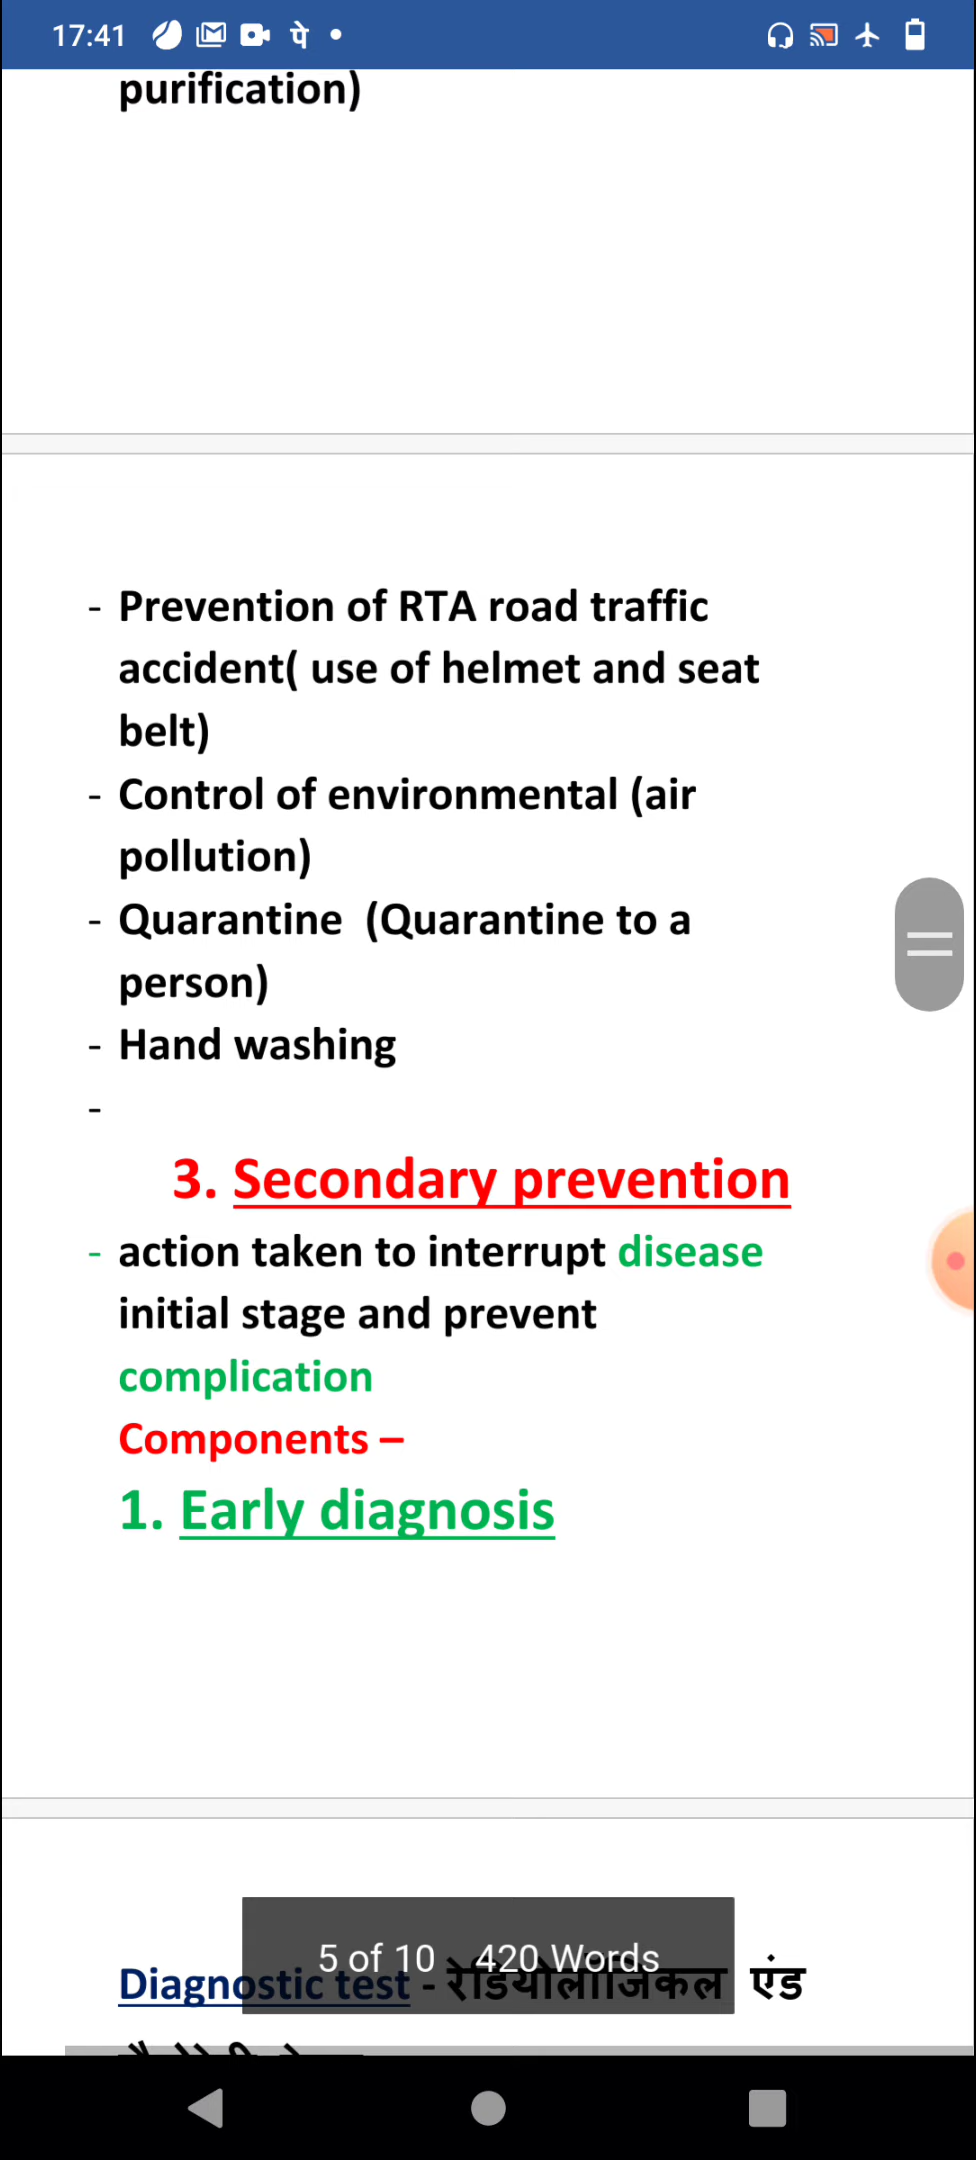 17:41 पे
purification)
- Prevention of RTA road traffic
accident( use of helmet and seat
belt)
- Control of environmental (air
pollution)
- Quarantine  (Quarantine to a
person)
- Hand washing
-
3. Secondary prevention
- action taken to interrupt disease
initial stage and prevent
complication
Components –
1. Early diagnosis
5 of 10 420 Words
Diagnostic test - रेडियोलॉजिकल एंड